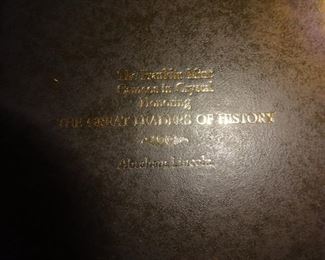 The Franklin Mint
Cameos in Crystal
Honoring
THE GREAT LEADERS OF HISTORY
Abraham Lincoln